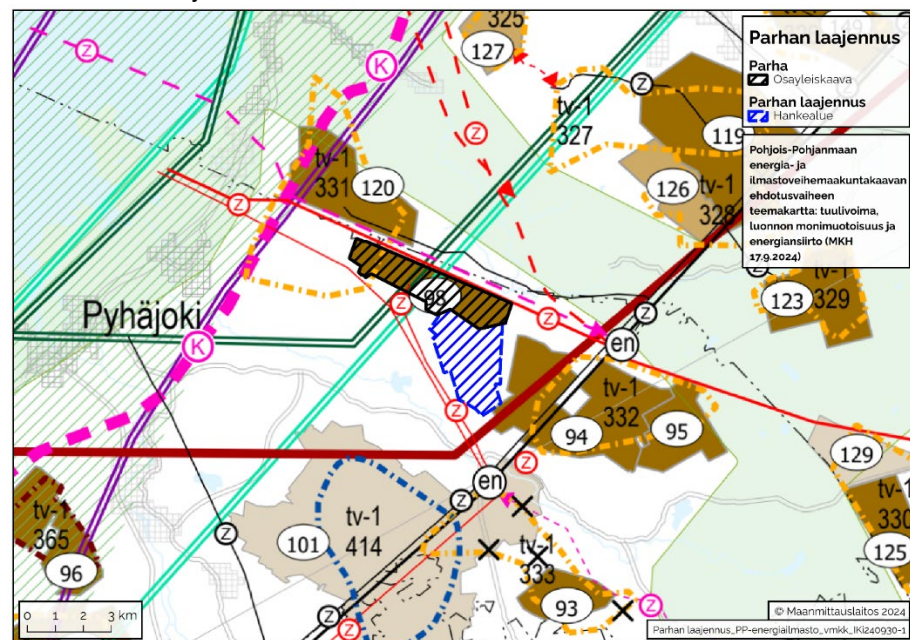 Parhan laajennus
Parha
Osayleiskaava
Parhan laajennus
Hankealue
Pohjois-Pohjanmaan
energia- ja
ilmastoveihemaakuntakaavan
ehdotusvaiheen
teemakartta: tuulivoima,
luonnon monimuotoisuus ja
energiansiirto (MKH
17.9.2024)
325
127
Z
K
Z
Z
tv-1
327
119
126
tv-1
328
tv-1
331
120
Z
98
Z
Z
Z
en
Pyhäjoki
K
123
329
tv-1
332
94
95
Z
Z
en
Z
129
tv-1
330
125
tv-1
365
96
Z
101
tv-1
414
tv-1
333
93
Z
Z
Z
0 1 2 3 km
© Maanmittauslaitos 2024
Parhan laajennus_PP-energiailmasto_vmkk_IKi240930-1